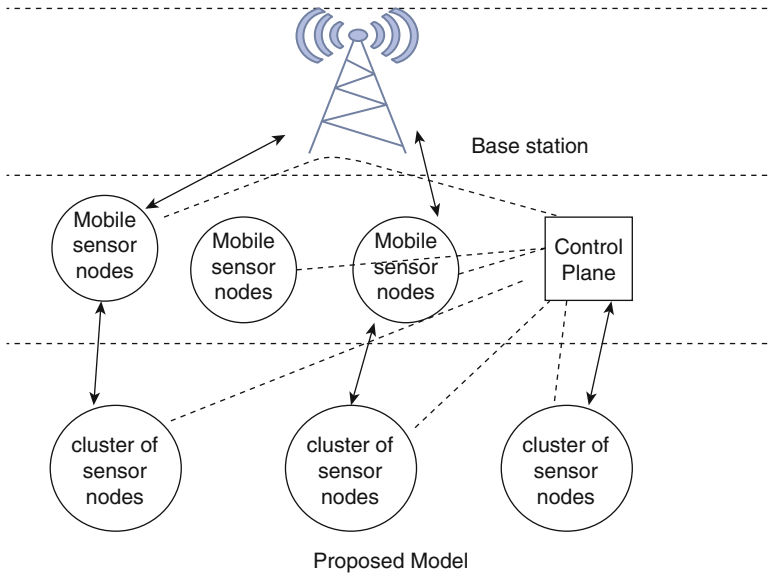 Base station
Mobile
sensor
nodes
Mobile
sensor
nodes
Mobile
sensor
nodes
Control
Plane
cluster of
sensor
nodes
cluster of
sensor
nodes
cluster of
sensor
nodes
Proposed Model